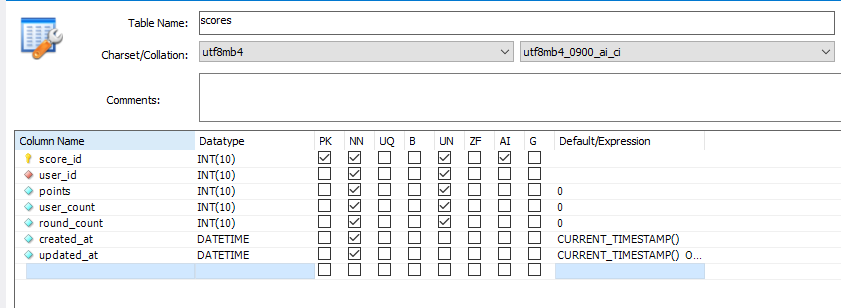 Table Name: scores
Charset/Collation: utf8mb4 utf8mb4_0900_ai_ci
Comments:
Column Name Datatype PK NN UQ B UN ZF AI G Default/Expression
score_id INT(10)
user_id INT(10)
points INT(10) 0
user_count INT(10) 0
round_count INT(10) 0
created_at DATETIME CURRENT_TIMESTAMP()
updated_at DATETIME CURRENT_TIMESTAMP() O...